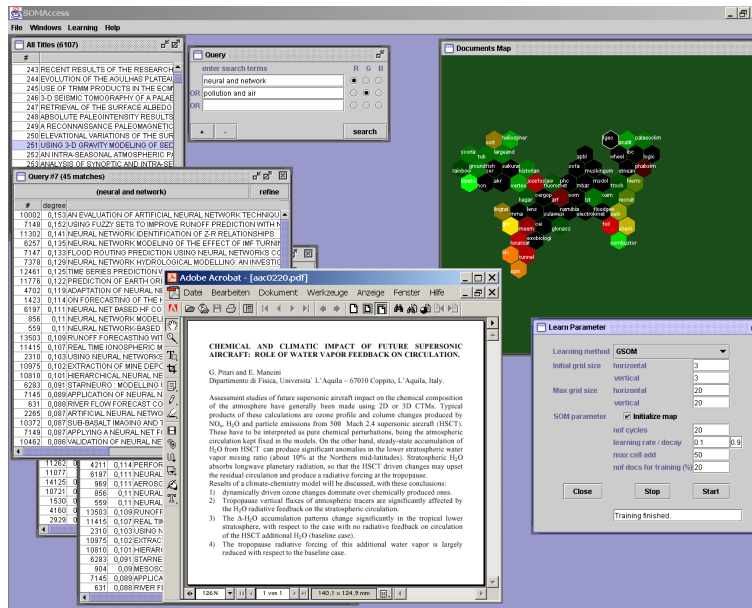 SOMAccess
File Windows Learning Help
All Titles (6107)
#
243 RECENT RESULTS OF THE RESEARCH
244 EVOLUTION OF THE AGULHAS PLATEAU
245 USE OF TRMM PRODUCTS IN THE ECM
246 3-D SEISMIC TOMOGRAPHY OF A PALAE
247 RETRIEVAL OF THE SURFACE ALBEDO
248 ABSOLUTE PALEOINTENSITY RESULTS
249 A RECONNAISSANCE PALEOMAGNETIC
250 ELEVATIONAL VARIATIONS OF THE SUR
251 USING 3-D GRAVITY MODELING OF SED
252 AN INTRA-SEASONAL ATMOSPHERIC PA
253 ANALYSIS OF SYNOPTIC AND INTRA-SE
Query
enter search terms R G B
neural and network
OR pollution and air
OR
+ - search
Documents Map
Query #7 (45 matches)
(neural and network) refine
# degree
10002 0,153 AN EVALUATION OF ARTIFICIAL NEURAL NETWORK TECHNIQU
7148 0,152 USING FUZZY SETS TO IMPROVE RUNOFF PREDICTION WITH N
11302 0,141 NEURAL NETWORK IDENTIFICATION OF Z-R RELATIONSHIPS
6257 0,135 NEURAL NETWORK MODELING OF THE EFFECT OF IMF TURNIN
7147 0,133 FLOOD ROUTING PREDICTION USING NEURAL NETWORKS CO
7378 0,129 NEURAL NETWORK HYDROLOGICAL MODELLING: AN INVESTIG
12461 0,125 TIME SERIES PREDICTION
11776 0,122 PREDICTION OF EARTH ORI
4702 0,119 ADAPTATION OF NEURAL NE
1423 0,114 ON FORECASTING OF THE H
6197 0,111 NEURAL NET BASED HF CO
856 0,11 NEURAL NETWORK MODEL
559 0,11 NEURAL NETWORK-BASED
13503 0,109 RUNOFF FORECASTING WIT
11415 0,107 REAL TIME IONOSPHERIC M
2310 0,103 USING NEURAL NETWORKS
10975 0,102 EXTRACTION OF MINE DEPO
10810 0,101 HIERARCHICAL NEURAL NE
6283 0,091 STARNEURO : MODELLING U
7145 0,089 APPLICATION OF NEURAL N
631 0,088 RIVER FLOW FORECAST CO
2265 0,087 ARTIFICIAL NEURAL NETWO
10372 0,087 SUB-BASALT IMAGING AND T
7149 0,087 APPLYING A NEURAL NET F
10462 0,086 VALIDATION OF NEURAL NE
11262
11077
14125
10721
1530
4160
2929
4211 0,114 PERFOR
6197 0,111 NEURAL
969 0,111 AEROSO
856 0,11 NEURAL
559 0,11 NEURAL
13503 0,109 RUNOFF
11415 0,107 REAL TIM
2310 0,103 USING N
10975 0,102 EXTRAC
10810 0,101 HIERARC
6283 0,091 STARNE
904 0,09 MESOSC
7145 0,089 APPLICA
631 0,088 RIVER F
Adobe Acrobat - [aac0220.pdf]
Datei Bearbeiten Dokument Werkzeuge Anzeige Fenster Hilfe
CHEMICAL AND CLIMATIC IMPACT OF FUTURE SUPERSONIC
AIRCRAFT: ROLE OF WATER VAPOR FEEDBACK ON CIRCULATION.
G. Pitari and E. Mancini
Dipartimento di Fisica, Universita` L'Aquila – 67010 Coppito, L'Aquila, Italy.
Assessment studies of future supersonic aircraft impact on the chemical composition
of the atmosphere have generally been made using 2D or 3D CTMs. Typical
products of these calculations are ozone profile and column changes produced by
NOx, H2O and particle emissions from 500 Mach 2.4 supersonic aircraft (HSCT).
These have to be interpreted as pure chemical perturbations, being the atmospheric
circulation kept fixed in the models. On the other hand, steady-state accumulation of
H2O from HSCT can produce significant anomalies in the lower stratospheric water
vapor mixing ratio (about 10% at the Northern mid-latitudes). Stratospheric H2O
absorbs longwave planetary radiation, so that the HSCT driven changes may upset
the residual circulation and produce a radiative forcing at the tropopause.
Results of a climate-chemistry model will be discussed, with these conclusions:
1) dynamically driven ozone changes dominate over chemically produced ones.
2) Tropopause vertical fluxes of atmospheric tracers are significantly affected by
the H2O radiative feedback on the stratospheric circulation.
3) The Δ-H2O accumulation patterns change significantly in the tropical lower
stratosphere, with respect to the case with no radiative feedback on circulation
of the HSCT additional H2O (baseline case).
4) The tropopause radiative forcing of this additional water vapor is largely
reduced with respect to the baseline case.
126% 1 von 1 140,1 x 124,9 mm
Learn Parameter
Learning method GSOM
Initial grid size horizontal 3
vertical 3
Max grid size horizontal 20
vertical 20
SOM parameter Initialize map
nof cycles 20
learning rate / decay 0.1 0.9
max cell add 50
nof docs for training (%) 20
Close Stop Start
Training finished.